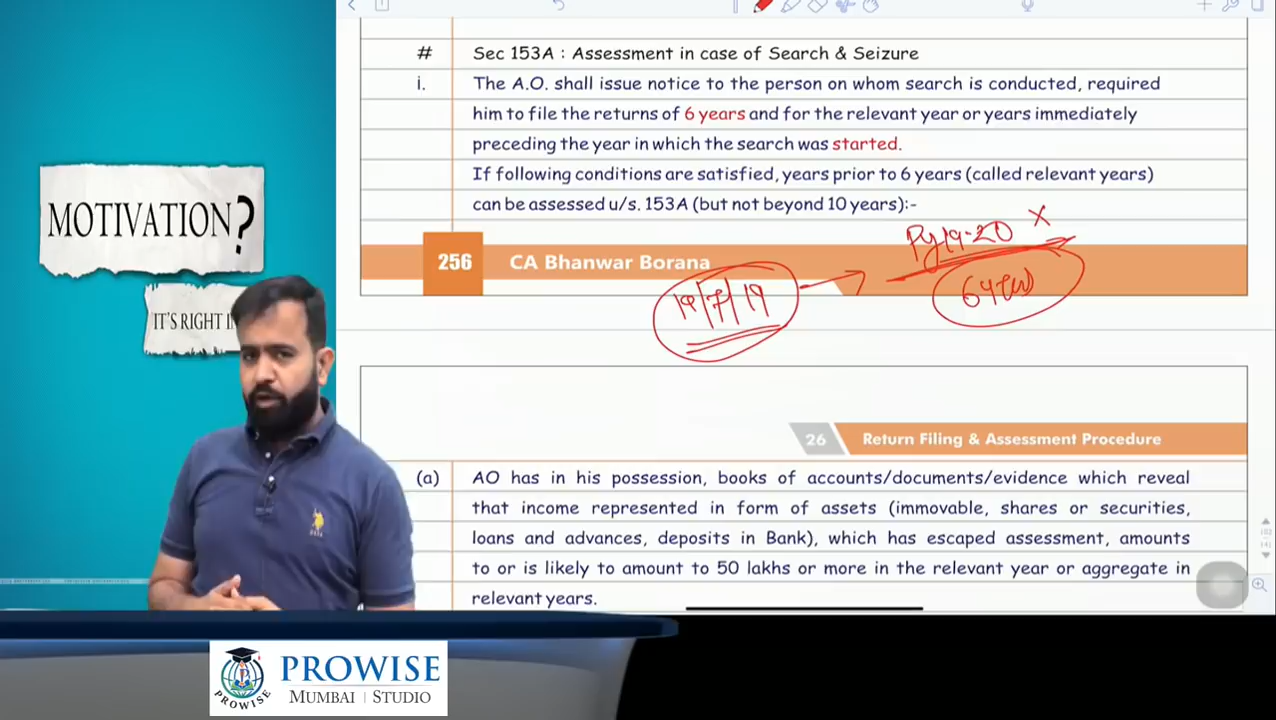 # Sec 153A : Assessment in case of Search & Seizure
i. The A.O. shall issue notice to the person on whom search is conducted, required
him to file the returns of 6 years and for the relevant year or years immediately
preceding the year in which the search was started.
If following conditions are satisfied, years prior to 6 years (called relevant years)
can be assessed u/s. 153A (but not beyond 10 years):-
PY 19-20 X
256 CA Bhanwar Borana
19/7/19
MOTIVATION?
IT'S RIGHT
26 Return Filing & Assessment Procedure
(a) AO has in his possession, books of accounts/documents/evidence which reveal
that income represented in form of assets (immovable, shares or securities,
loans and advances, deposits in Bank), which has escaped assessment, amounts
to or is likely to amount to 50 lakhs or more in the relevant year or aggregate in
relevant years.
PROWISE
MUMBAI | STUDIO
PROWISE